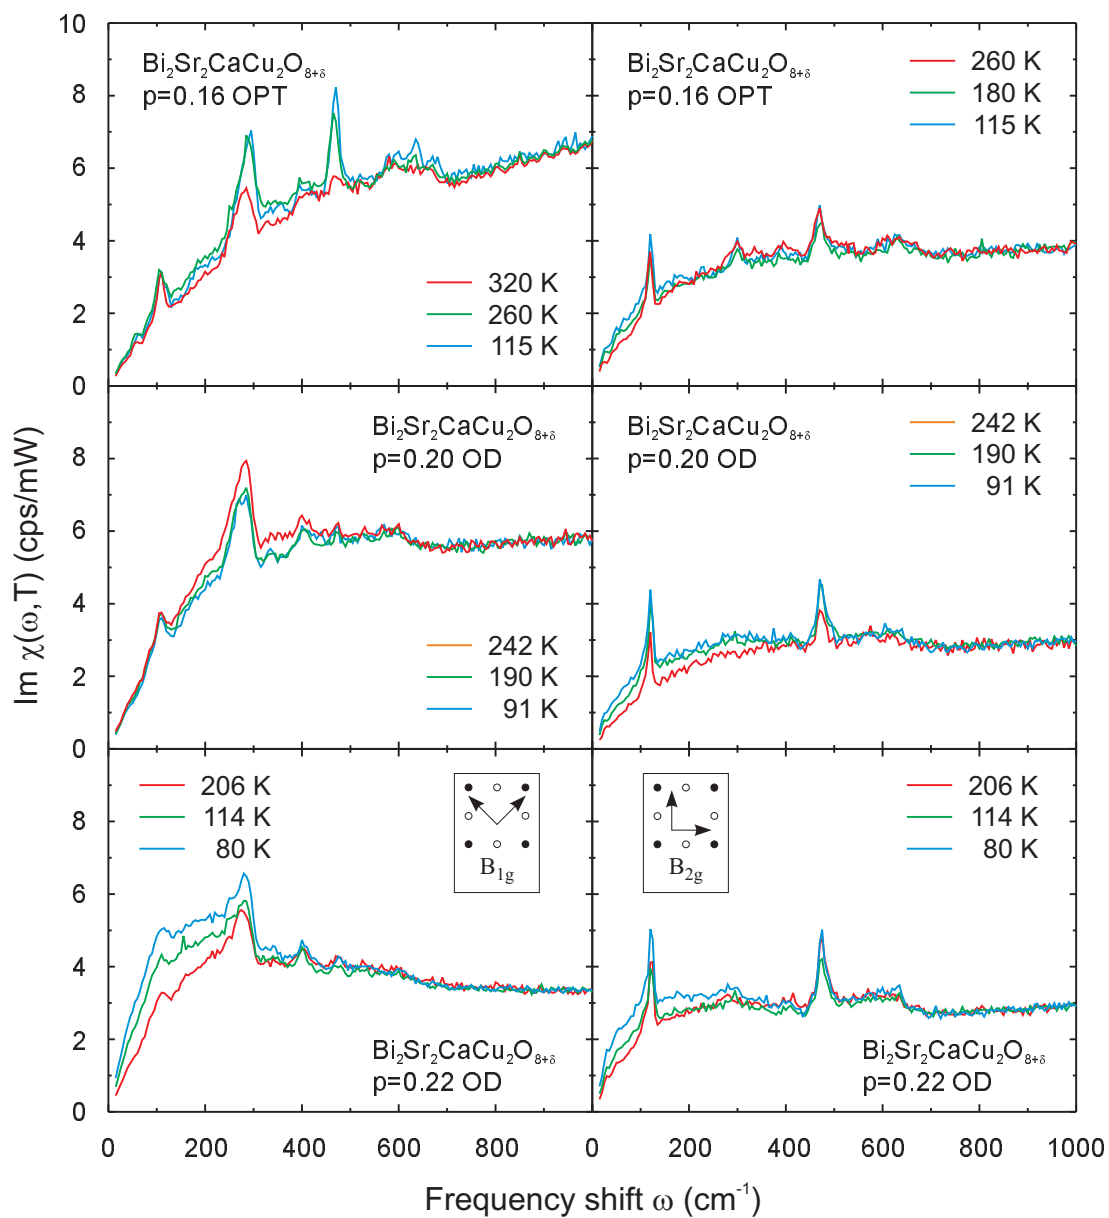 10
8
6
4
2
0
Bi₂Sr₂CaCu₂O₈₊δ
p=0.16 OPT
320 K
260 K
115 K
Bi₂Sr₂CaCu₂O₈₊δ
p=0.16 OPT
260 K
180 K
115 K
8
6
4
2
0
Bi₂Sr₂CaCu₂O₈₊δ
p=0.20 OD
242 K
190 K
91 K
Bi₂Sr₂CaCu₂O₈₊δ
p=0.20 OD
242 K
190 K
91 K
Im χ(ω,T) (cps/mW)
8
6
4
2
0
206 K
114 K
80 K
B₁g
Bi₂Sr₂CaCu₂O₈₊δ
p=0.22 OD
B₂g
206 K
114 K
80 K
Bi₂Sr₂CaCu₂O₈₊δ
p=0.22 OD
0 200 400 600 800 0 200 400 600 800 1000
Frequency shift ω (cm⁻¹)